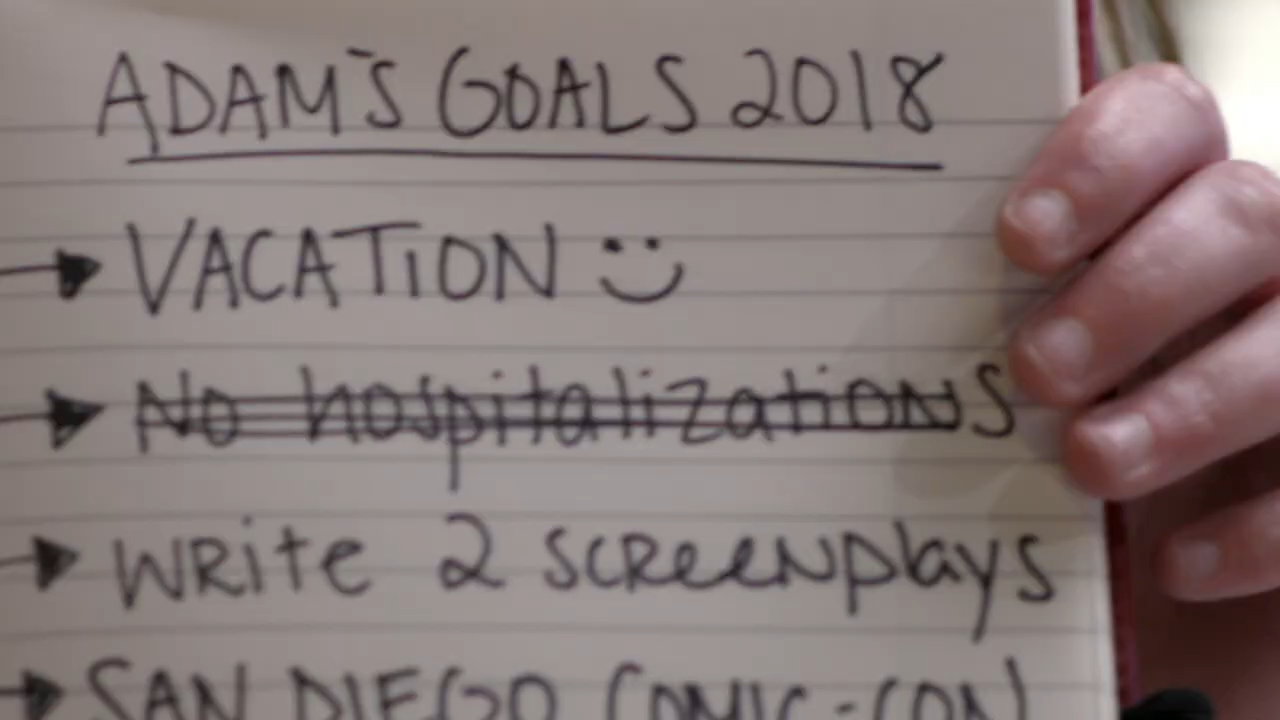 ADAM'S GOALS 2018
VACATION
No hospitalizations
WRite 2 SCReeNplays
SAN DIEGO COMIC-CON